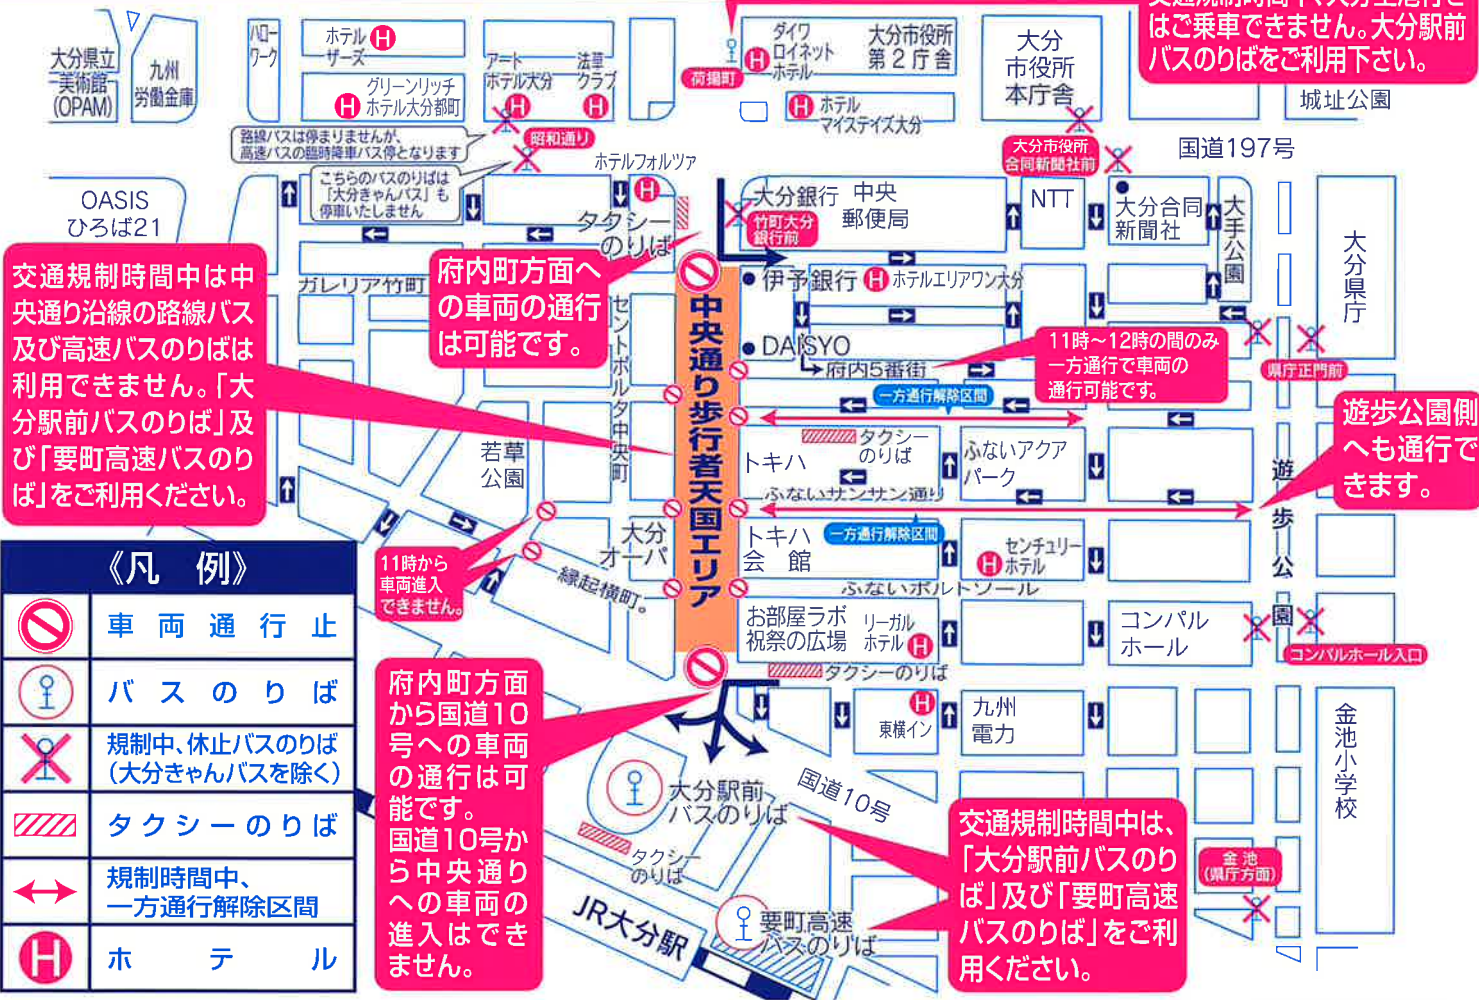 はご乗車できません。大分駅前
バスのりばをご利用下さい。
大分県立
美術館
(OPAM)
九州
労働金庫
ハロー
ワーク
ホテル
ザーズ
グリーンリッチ
ホテル大分都町
アート
ホテル大分
法華
クラブ
荷揚町
ダイワ
ロイネット
ホテル
大分市役所
第2庁舎
ホテル
マイステイズ大分
大分
市役所
本庁舎
城址公園
路線バスは停まりませんが、
高速バスの臨時降車バス停となります
昭和通り
こちらのバスのりばは
「大分きゃんバス」も
停車いたしません
ホテルフォルツァ
大分市役所
合同新聞社前
国道197号
OASIS
ひろば21
タクシー
のりば
大分銀行
竹町大分
銀行前
中央
郵便局
NTT
大分合同
新聞社
大手公園
大分県庁
交通規制時間中は中
央通り沿線の路線バス
及び高速バスのりばは
利用できません。「大
分駅前バスのりば」及
び「要町高速バスのり
ば」をご利用ください。
ガレリア竹町
府内町方面へ
の車両の通行
は可能です。
セントポルタ中央町
中央通り歩行者天国エリア
伊予銀行
ホテルエリアワン大分
DAISYO
府内5番街
11時~12時の間のみ
一方通行で車両の
通行可能です。
県庁正門前
一方通行解除区間
遊歩公園側
へも通行で
きます。
若草
公園
トキハ
タクシー
のりば
ふないアクア
パーク
ふないサンサン通り
遊歩公園
大分
オーパ
トキハ
会館
一方通行解除区間
センチュリー
ホテル
11時から
車両進入
できません。
縁起横町。
ふないポルトソール
お部屋ラボ
祝祭の広場
リーガル
ホテル
コンパル
ホール
コンパルホール入口
タクシーのりば
《凡例》
車両通行止
バスのりば
規制中、休止バスのりば
(大分きゃんバスを除く)
タクシーのりば
規制時間中、
一方通行解除区間
ホテル
府内町方面
から国道10
号への車両
の通行は可
能です。
国道10号か
ら中央通り
への車両の
進入はでき
ません。
東横イン
九州
電力
金池小学校
国道10号
大分駅前
バスのりば
タクシー
のりば
JR大分駅
要町高速
バスのりば
交通規制時間中は、
「大分駅前バスのり
ば」及び「要町高速
バスのりば」をご利
用ください。
金池
(県庁方面)